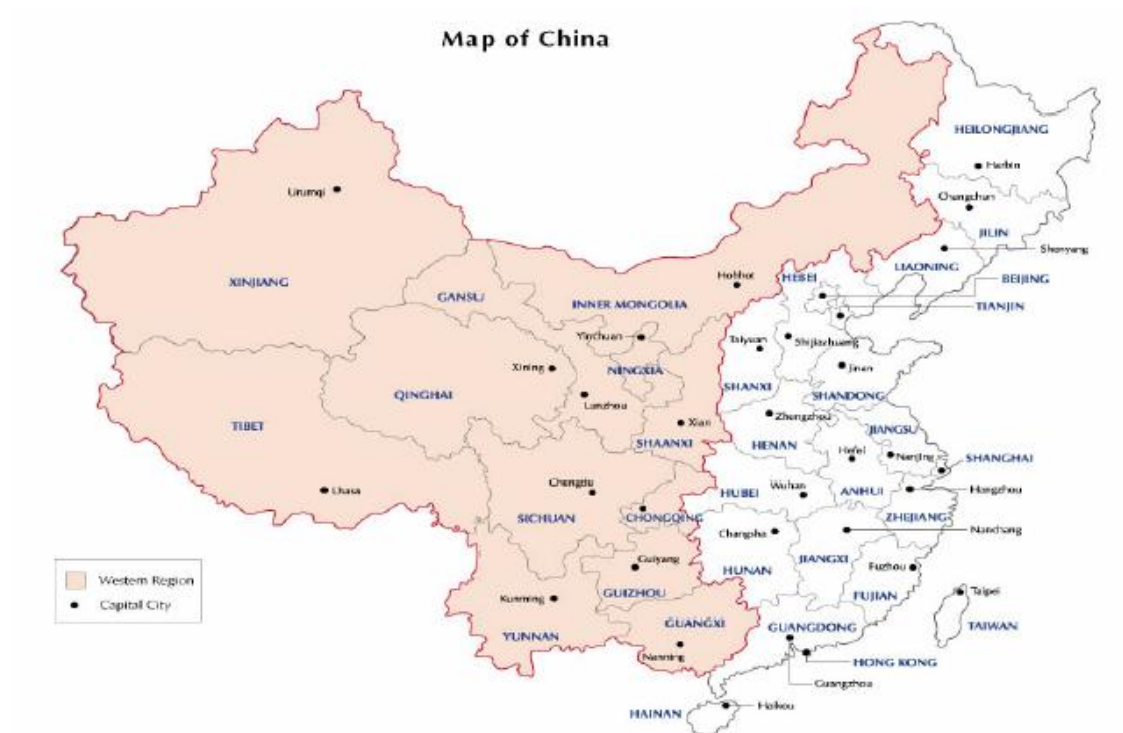 Map of China
HEILONGJIANG
Harbin
Changchun
JILIN
Urumqi
Shenyang
LIAONING
Hohhot
HEBEI
BEIJING
XINJIANG
GANSU
INNER MONGOLIA
TIANJIN
Yinchuan
Taiyuan
Shijiazhuang
Xining
NINGXIA
Jinan
QINGHAI
SHANXI
SHANDONG
Lanzhou
Zhengzhou
TIBET
Xian
JIANGSU
SHAANXI
HENAN
Hefei
Nanjing
SHANGHAI
Chengdu
Wuhan
Lhasa
HUBEI
ANHUI
Hangzhou
SICHUAN
CHONGQING
ZHEJIANG
Changsha
Nanchang
Guiyang
JIANGXI
HUNAN
Fuzhou
Western Region
GUIZHOU
Taipei
Kunming
FUJIAN
Capital City
GUANGXI
GUANGDONG
TAIWAN
YUNNAN
Nanning
HONG KONG
Guangzhou
HAINAN
Haikou